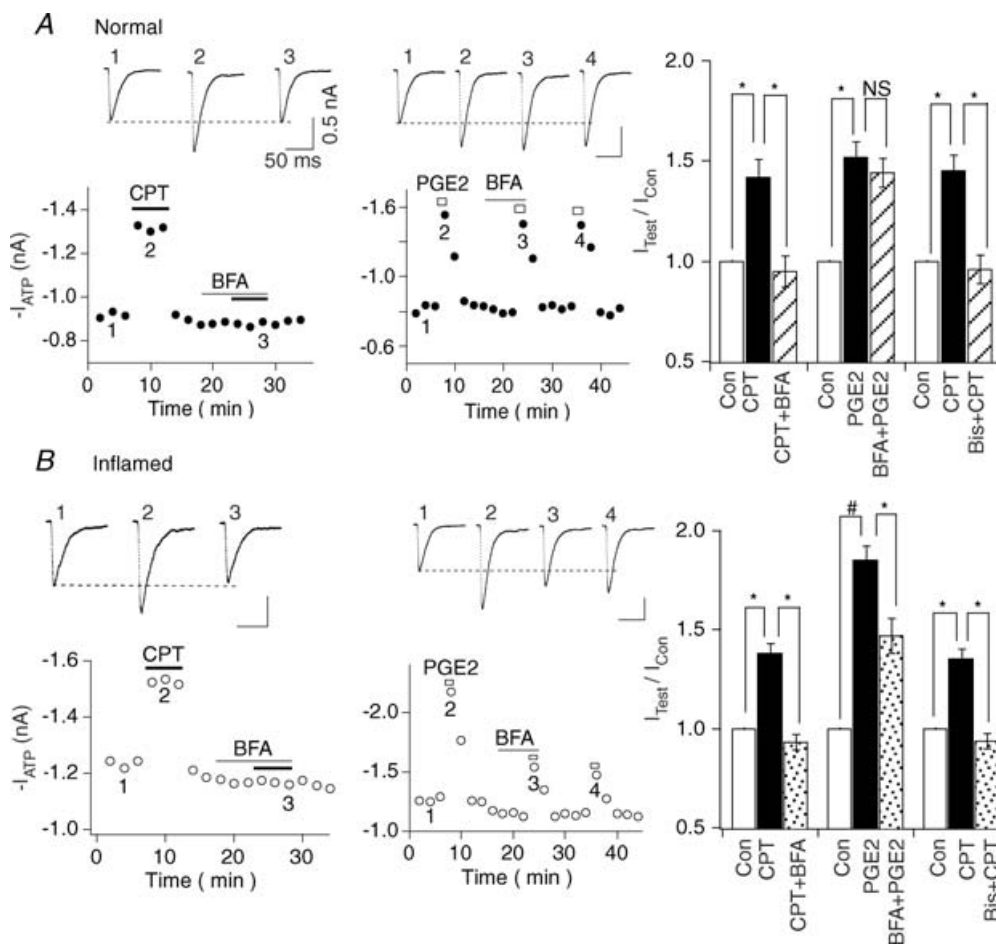 A Normal
1 2 3
0.5 nA
50 ms
1 2 3 4
CPT
2
BFA
1
3
-I_ATP (nA)
-1.4
-1.2
-1.0
-0.8
0 10 20 30
Time ( min )
PGE2
2
BFA
3
4
1
-1.6
-1.0
-0.6
0 10 20 30 40
Time ( min )
I_Test / I_Con
2.0
1.5
1.0
0.5
* * * NS * *
Con
CPT
CPT+BFA
Con
PGE2
BFA+PGE2
Con
CPT
Bis+CPT
B Inflamed
1 2 3
1 2 3 4
CPT
2
BFA
1
3
-I_ATP (nA)
-1.6
-1.4
-1.2
-1.0
0 10 20 30
Time ( min )
PGE2
2
BFA
3
4
1
-2.0
-1.5
-1.0
0 10 20 30 40
Time ( min )
I_Test / I_Con
2.0
1.5
1.0
0.5
* * # * * *
Con
CPT
CPT+BFA
Con
PGE2
BFA+PGE2
Con
CPT
Bis+CPT